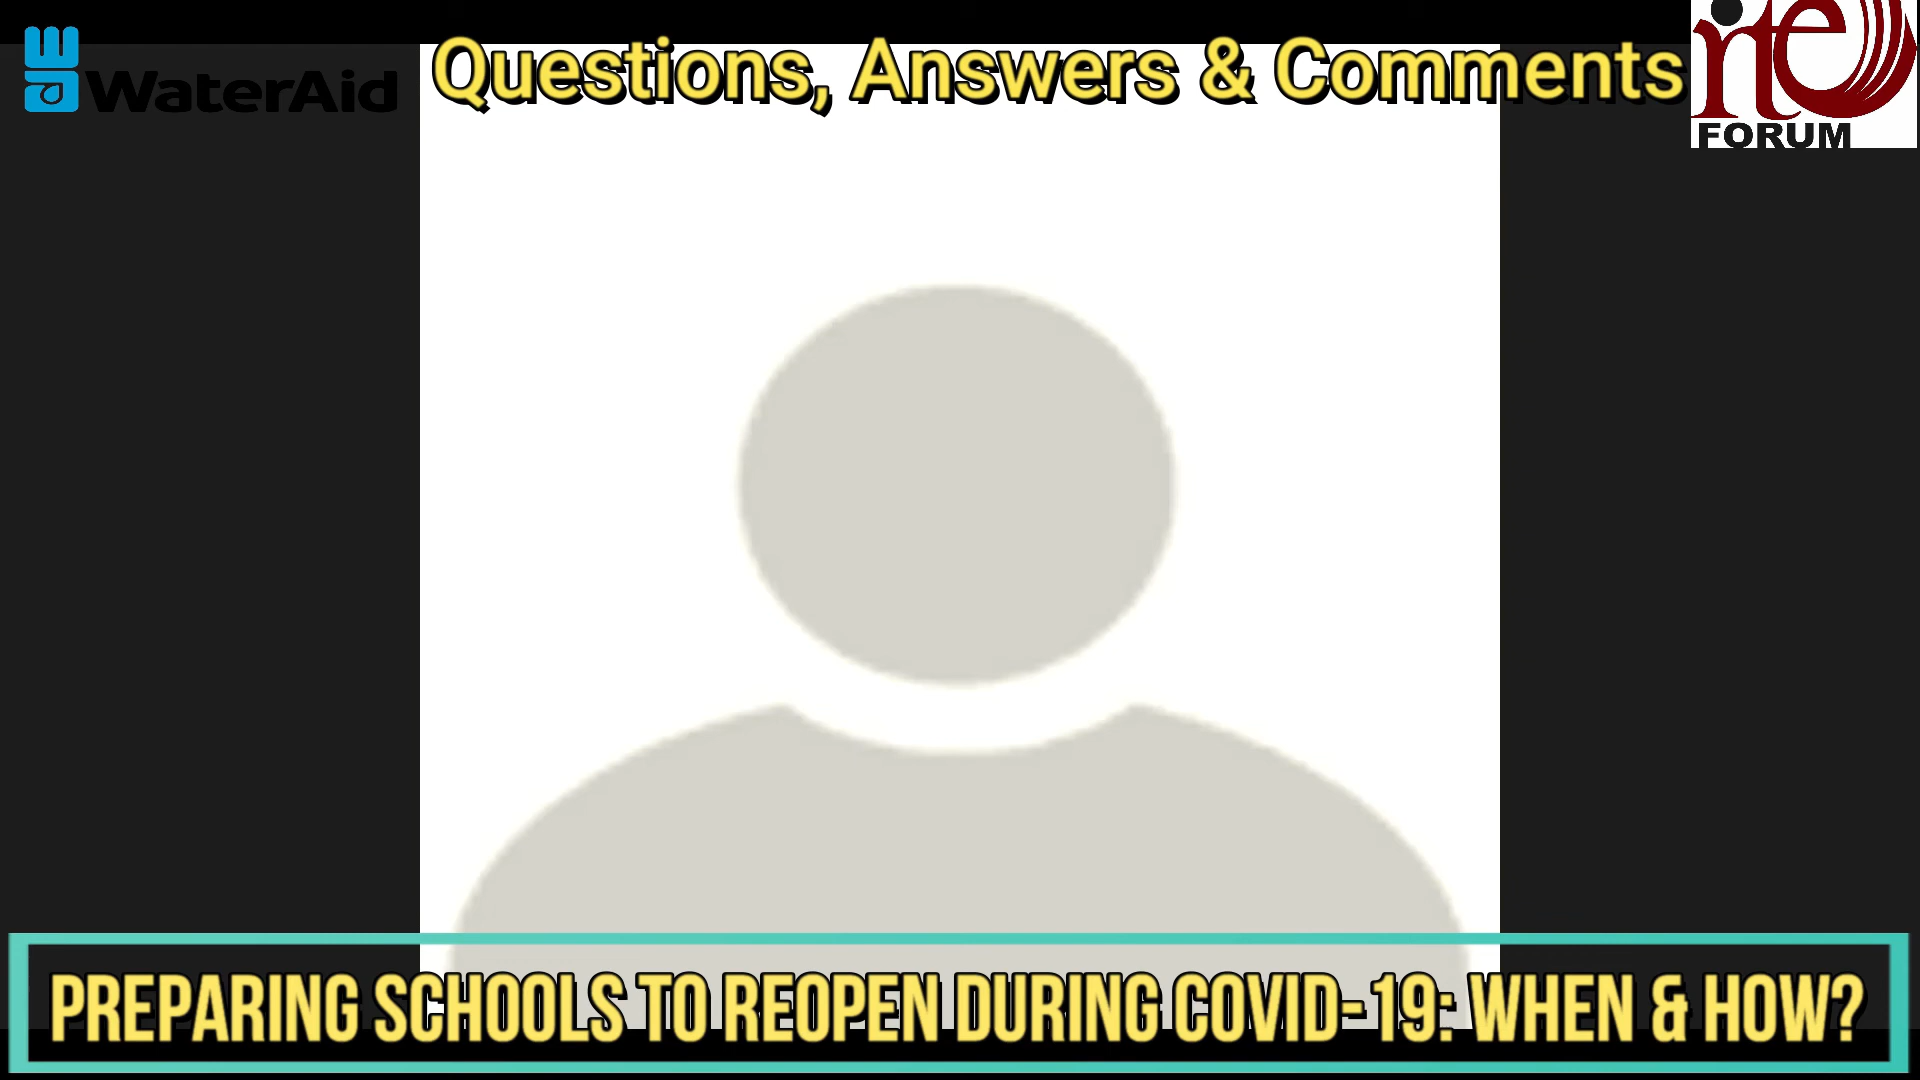 WaterAid
Questions, Answers & Comments
rte
FORUM
PREPARING SCHOOLS TO REOPEN DURING COVID-19: WHEN & HOW?